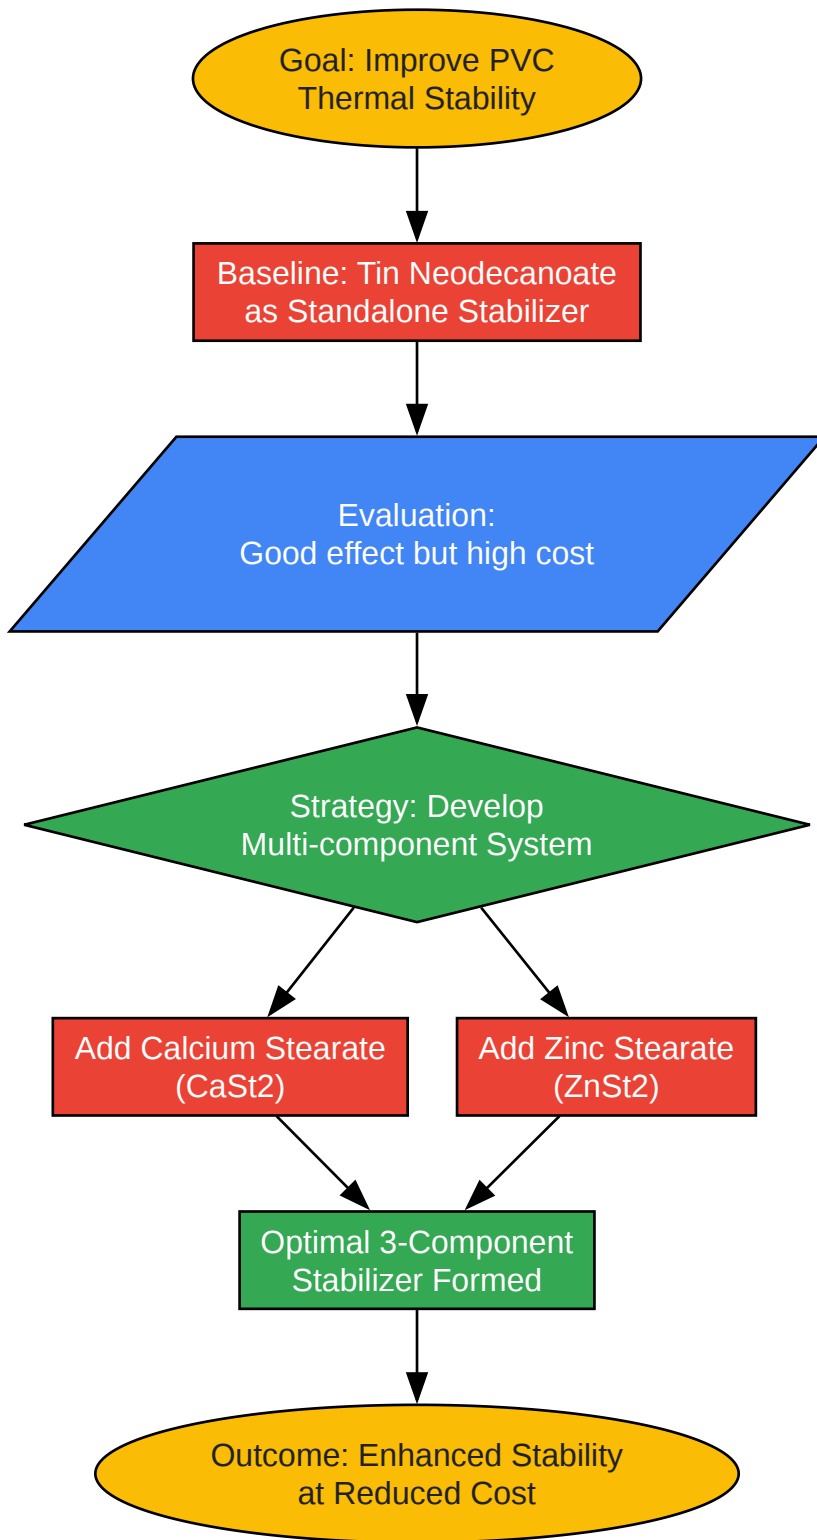 Goal: Improve PVC
Thermal Stability
Baseline: Tin Neodecanoate
as Standalone Stabilizer
Evaluation:
Good effect but high cost
Strategy: Develop
Multi-component System
Add Calcium Stearate
(CaSt2)
Add Zinc Stearate
(ZnSt2)
Optimal 3-Component
Stabilizer Formed
Outcome: Enhanced Stability
at Reduced Cost